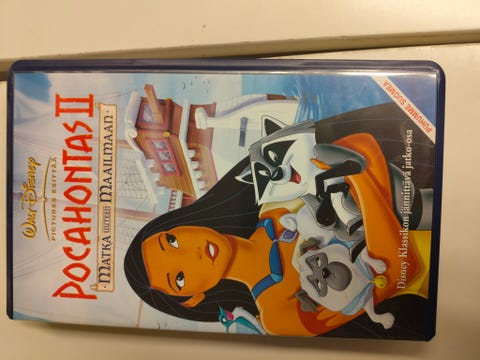 Walt Disney
PICTURES ESITTÄÄ
POCAHONTAS II
· MATKA UUTEEN MAAILMAAN ·
PUHUMME SUOMEA
Disney Klassikon jännittävä jatko-osa